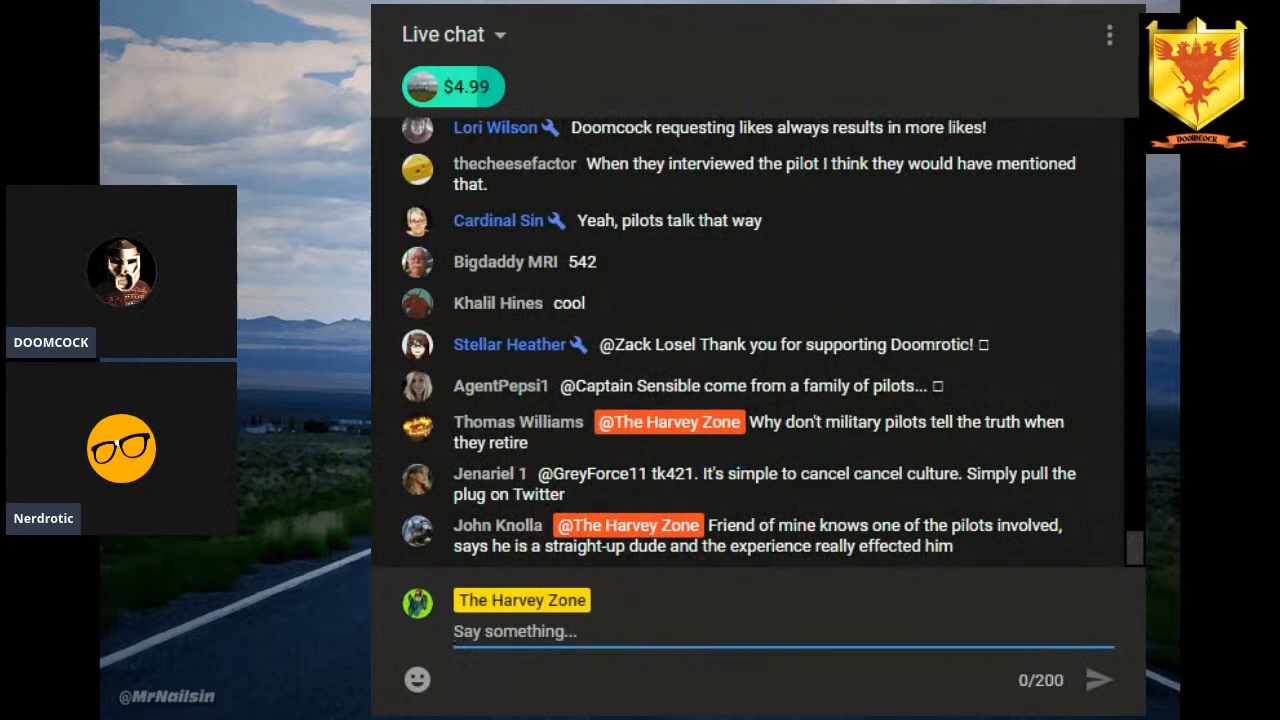 Live chat
$4.99
DOOMCOCK
Lori Wilson Doomcock requesting likes always results in more likes!
thecheesefactor When they interviewed the pilot I think they would have mentioned
that.
Cardinal Sin Yeah, pilots talk that way
Bigdaddy MRI 542
Khalil Hines cool
DOOMCOCK
Stellar Heather @Zack Losel Thank you for supporting Doomrotic! □
AgentPepsi1 @Captain Sensible come from a family of pilots... □
Thomas Williams @The Harvey Zone Why don't military pilots tell the truth when
they retire
Jenariel 1 @GreyForce11 tk421. It's simple to cancel cancel culture. Simply pull the
plug on Twitter
Nerdrotic
John Knolla @The Harvey Zone Friend of mine knows one of the pilots involved,
says he is a straight-up dude and the experience really effected him
The Harvey Zone
Say something...
0/200
@MrNailsin